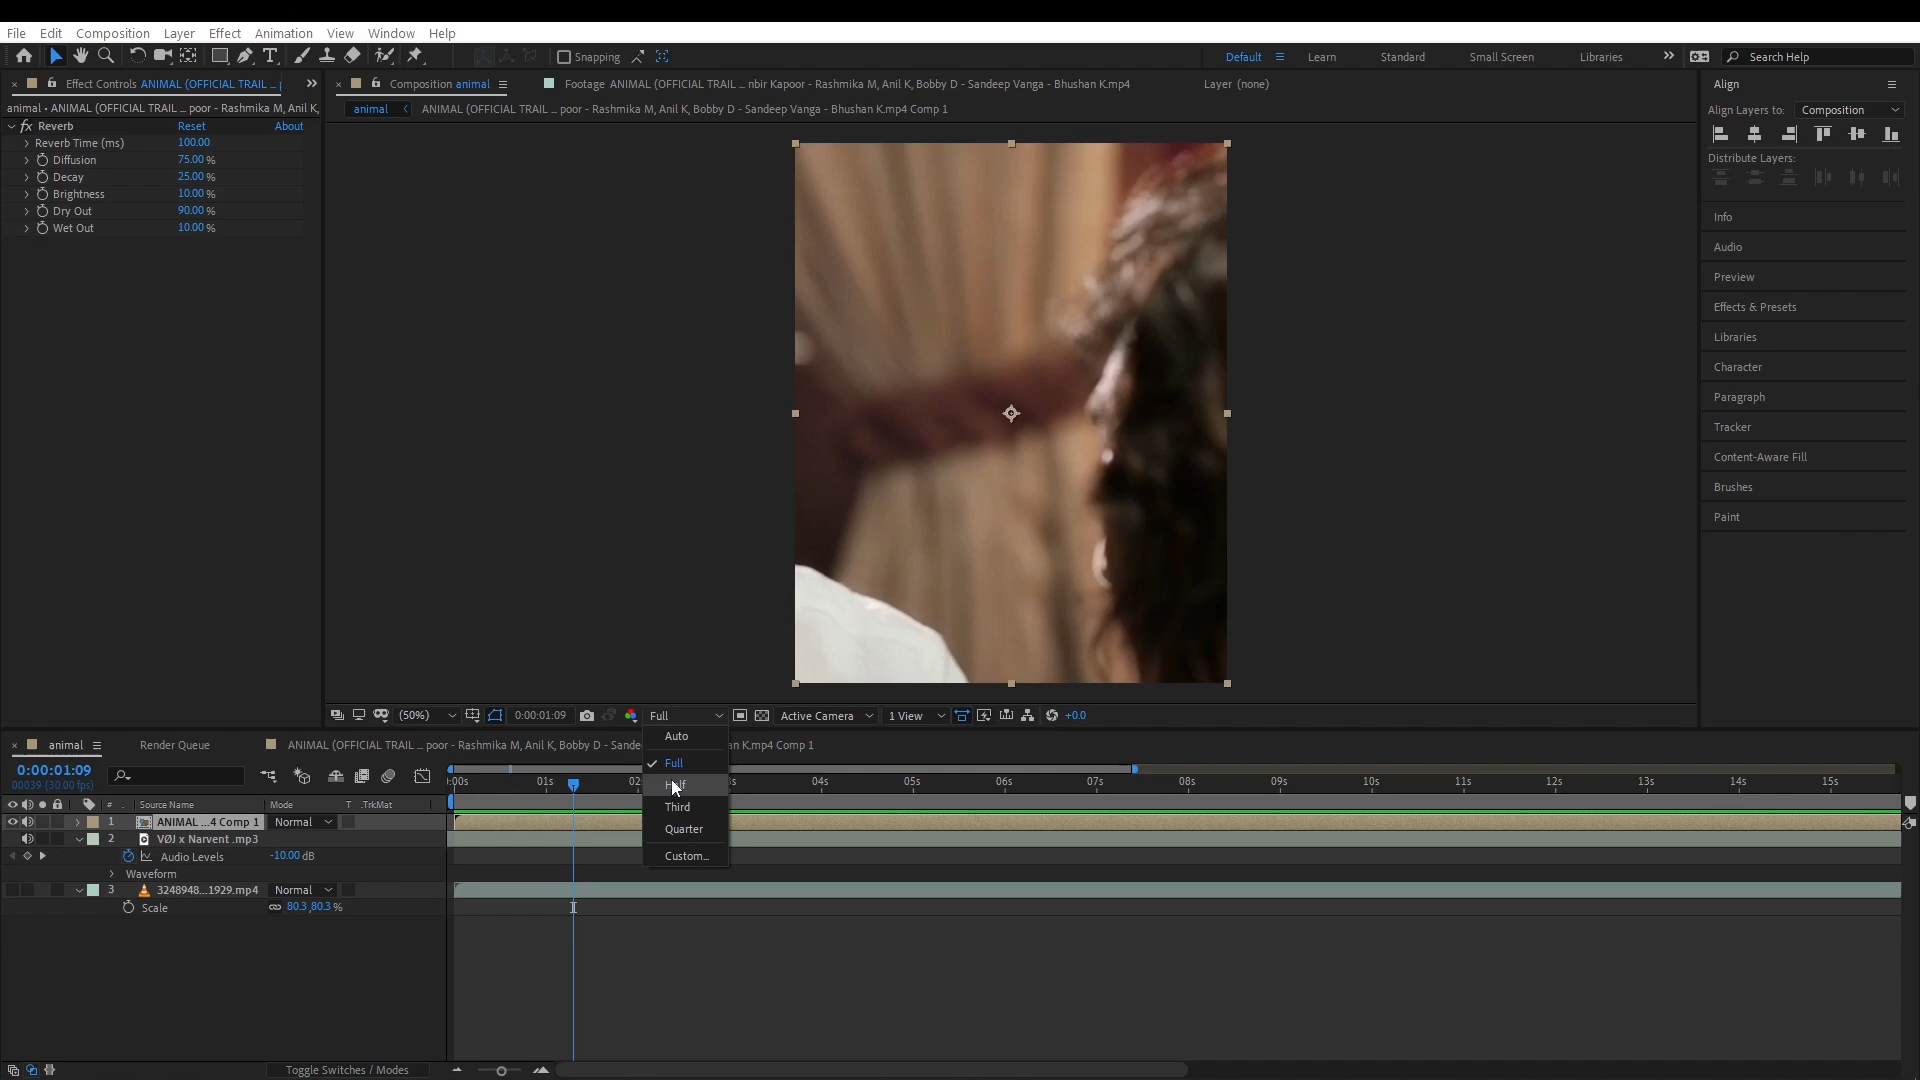 File Edit Composition Layer Effect Animation View Window Help
Snapping
Default Learn Standard Small Screen Libraries Search Help
Effect Controls ANIMAL (OFFICIAL TRAIL ... p
Composition animal
Footage ANIMAL (OFFICIAL TRAIL ... nbir Kapoor - Rashmika M, Anil K, Bobby D - Sandeep Vanga - Bhushan K.mp4
Layer (none)
Align
animal • ANIMAL (OFFICIAL TRAIL ... poor - Rashmika M, Anil K,
animal
ANIMAL (OFFICIAL TRAIL ... poor - Rashmika M, Anil K, Bobby D - Sandeep Vanga - Bhushan K.mp4 Comp 1
Align Layers to: Composition
fx Reverb Reset About
Reverb Time (ms) 100.00
Diffusion 75.00 %
Decay 25.00 %
Brightness 10.00 %
Dry Out 90.00 %
Wet Out 10.00 %
Distribute Layers:
Info
Audio
Preview
Effects & Presets
Libraries
Character
Paragraph
Tracker
Content-Aware Fill
Brushes
Paint
(50%) 0:00:01:09 Full Active Camera 1 View +0.0
Auto
Full
Half
Third
Quarter
Custom...
animal Render Queue ANIMAL (OFFICIAL TRAIL ... poor - Rashmika M, Anil K, Bobby D - Sande n K.mp4 Comp 1
0:00:01:09
00039 (30.00 fps)
:00s 01s 02 3s 04s 05s 06s 07s 08s 09s 10s 11s 12s 13s 14s 15s
# Source Name Mode T .TrkMat
1 ANIMAL ...4 Comp 1 Normal
2 VØJ x Narvent .mp3
Audio Levels -10.00 dB
Waveform
3 3248948...1929.mp4 Normal
Scale 80.3,80.3 %
Toggle Switches / Modes